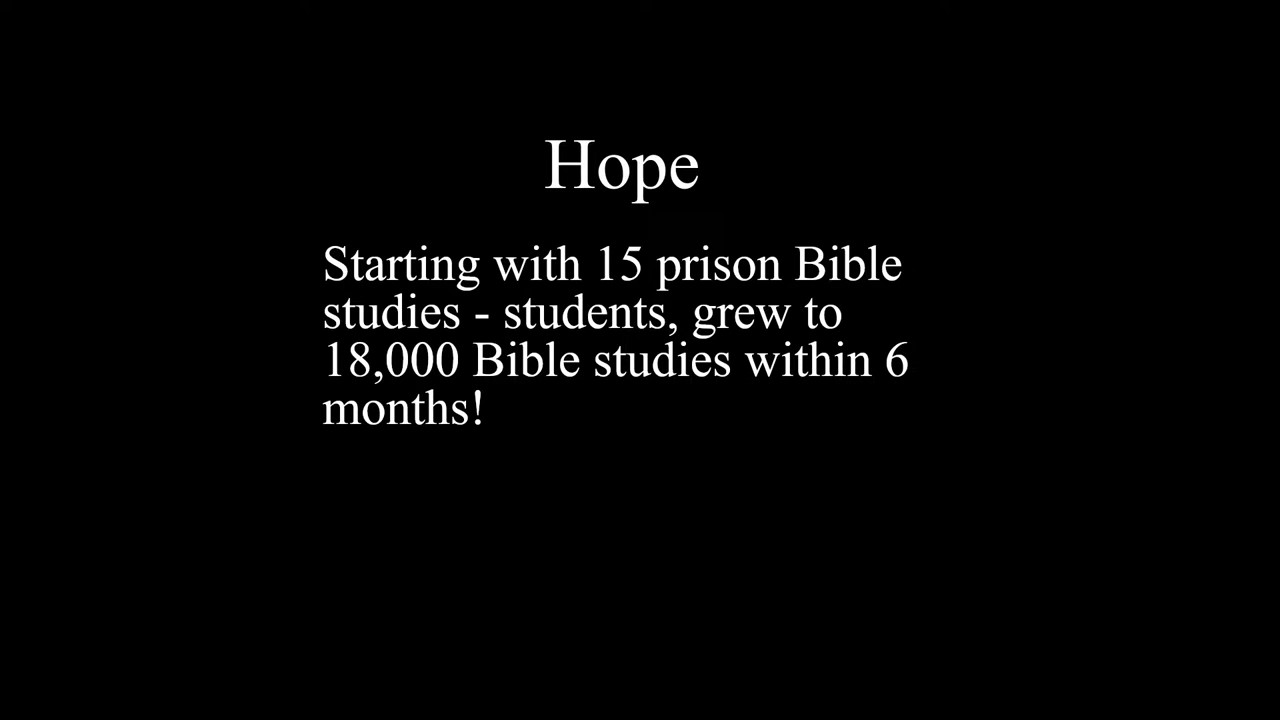 Hope
Starting with 15 prison Bible
studies - students, grew to
18,000 Bible studies within 6
months!